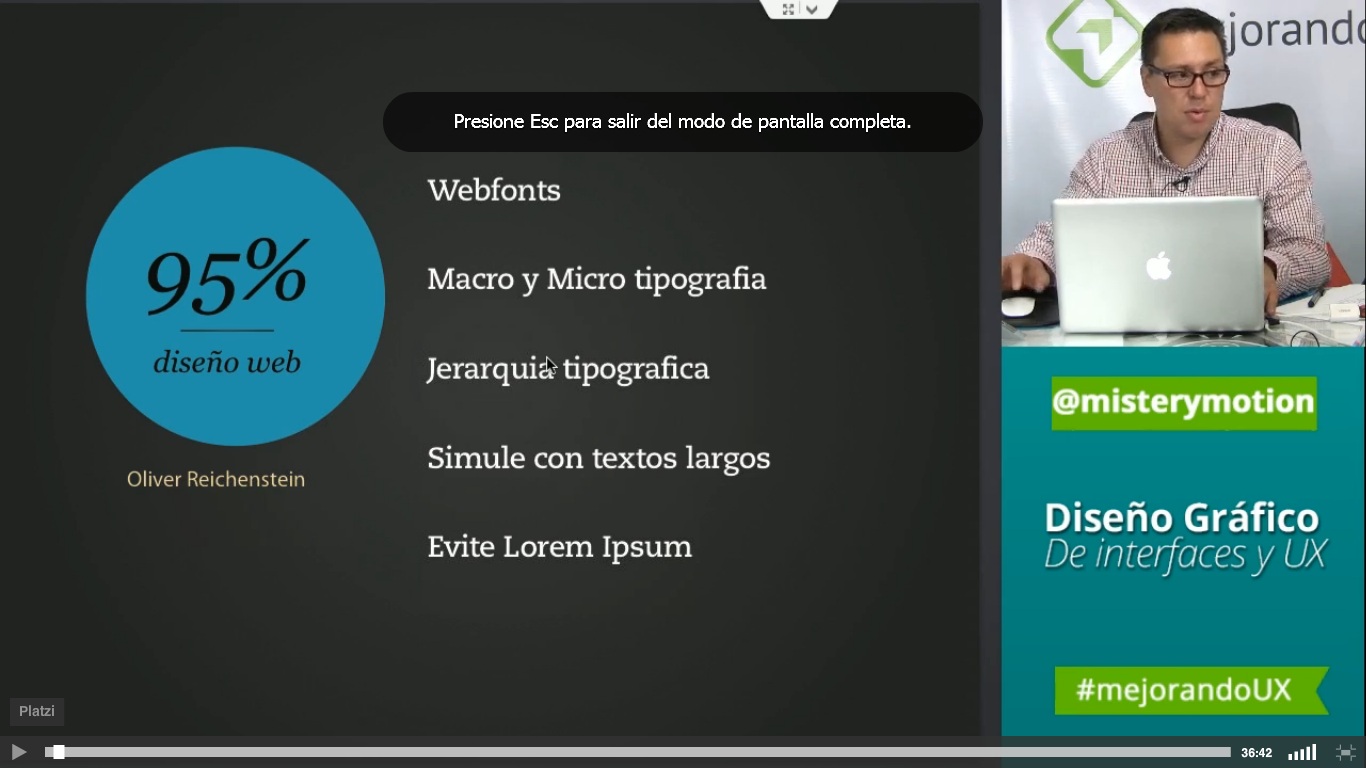 Presione Esc para salir del modo de pantalla completa.
95%
diseño web
Oliver Reichenstein
Webfonts
Macro y Micro tipografia
Jerarquia tipografica
Simule con textos largos
Evite Lorem Ipsum
jorando
@misterymotion
Diseño Gráfico
De interfaces y UX
#mejorandoUX
Platzi
36:42